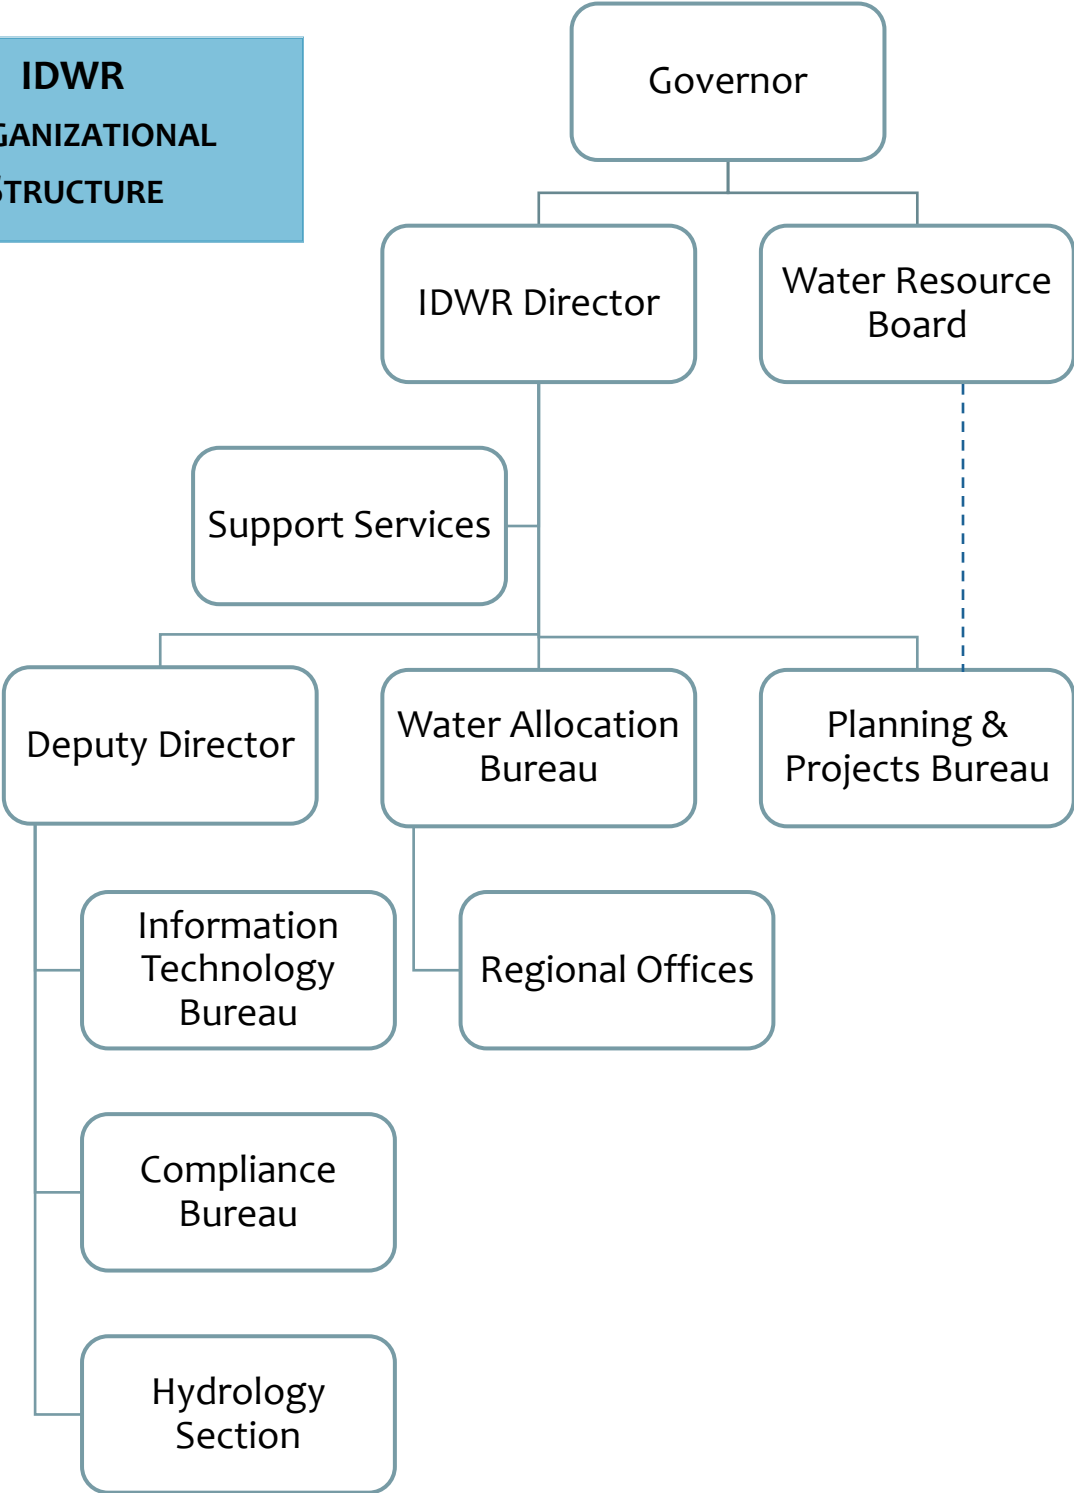 IDWR
GANIZATIONAL
STRUCTURE
Governor
IDWR Director
Water Resource
Board
Support Services
Deputy Director
Water Allocation
Bureau
Planning &
Projects Bureau
Information
Technology
Bureau
Regional Offices
Compliance
Bureau
Hydrology
Section